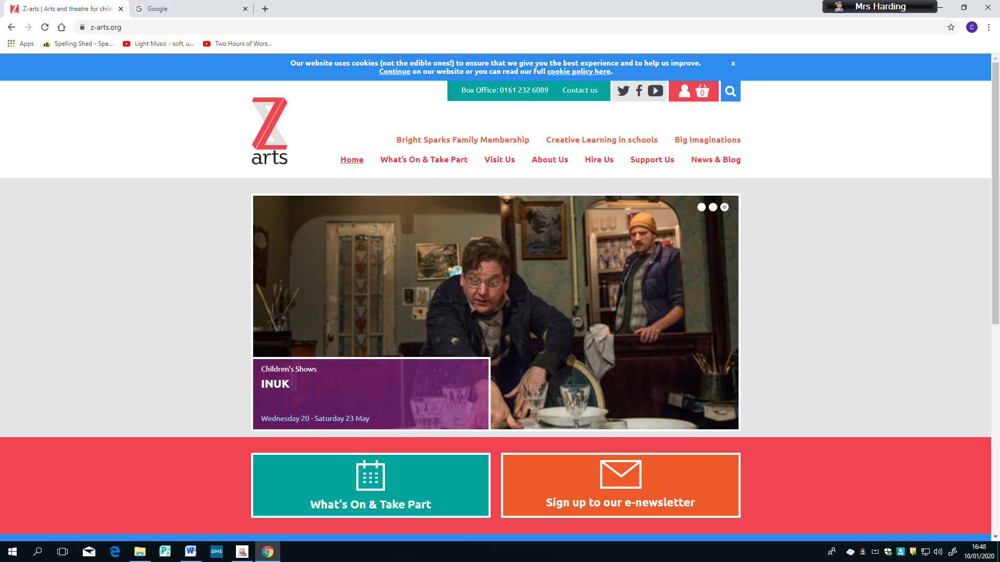 Z-arts | Arts and theatre for child
Google
Mrs Harding
z-arts.org
C
Apps
Spelling Shed - Spe...
Light Music - soft, u...
Two Hours of Wors...
Our website uses cookies (not the edible ones!) to ensure that we give you the best experience and to help us improve.
x
Continue on our website or you can read our full cookie policy here.
Box Office: 0161 232 6089
Contact us
0
Z
arts
Bright Sparks Family Membership
Creative Learning in schools
Big Imaginations
Home
What's On & Take Part
Visit Us
About Us
Hire Us
Support Us
News & Blog
Children's Shows
INUK
Wednesday 20 - Saturday 23 May
What's On & Take Part
Sign up to our e-newsletter
SIMS
16:48
10/01/2020